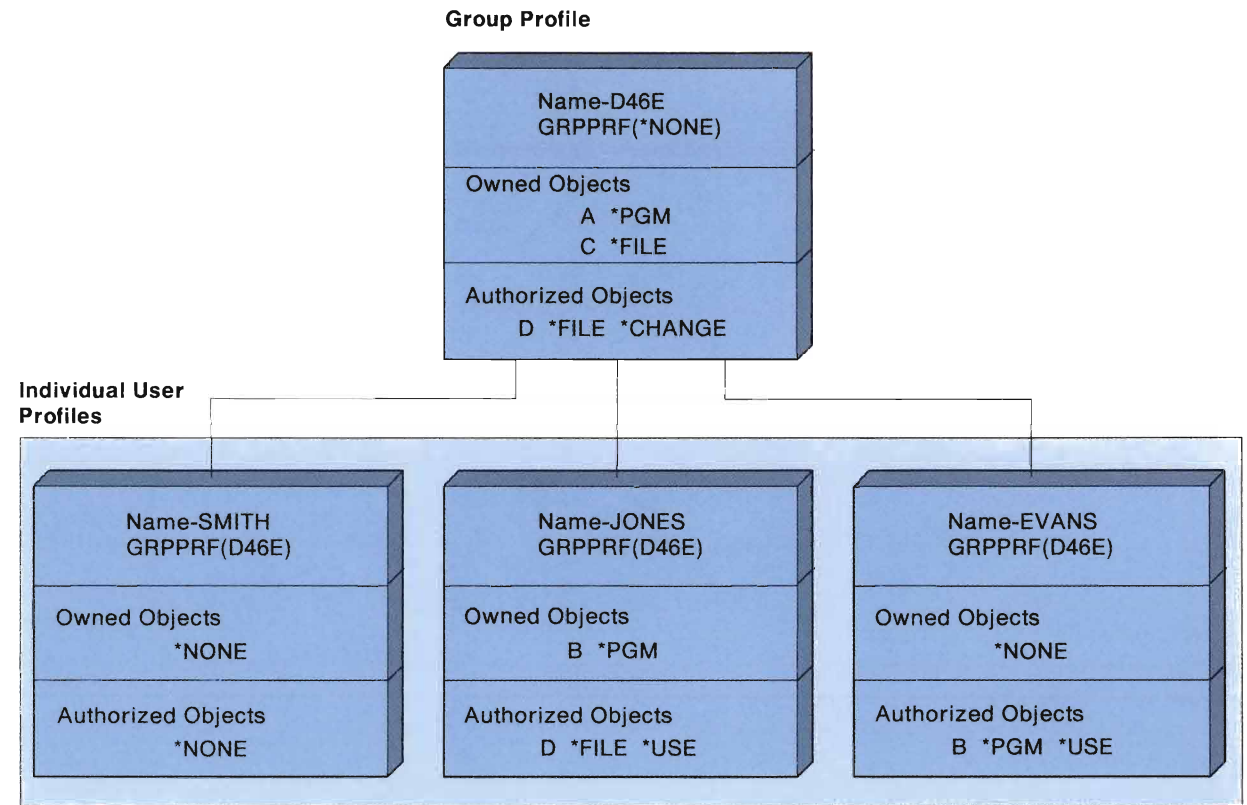 Group Profile
Name-D46E
GRPPRF(*NONE)
Owned Objects
A *PGM
C *FILE
Authorized Objects
D *FILE *CHANGE
Individual User
Profiles
Name-SMITH
GRPPRF(D46E)
Owned Objects
*NONE
Authorized Objects
*NONE
Name-JONES
GRPPRF(D46E)
Owned Objects
B *PGM
Authorized Objects
D *FILE *USE
Name-EVANS
GRPPRF(D46E)
Owned Objects
*NONE
Authorized Objects
B *PGM *USE